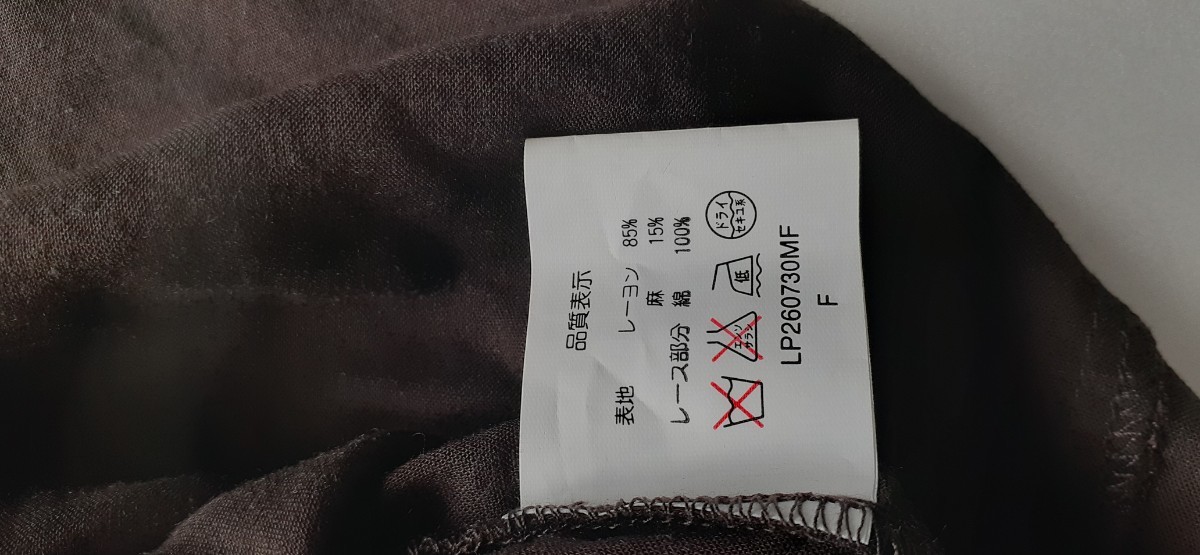 品質表示
表地 レーヨン 85%
麻 15%
レース部分 綿 100%
エンソ サラシ 低 ドライ セキユ系
LP260730MF
F